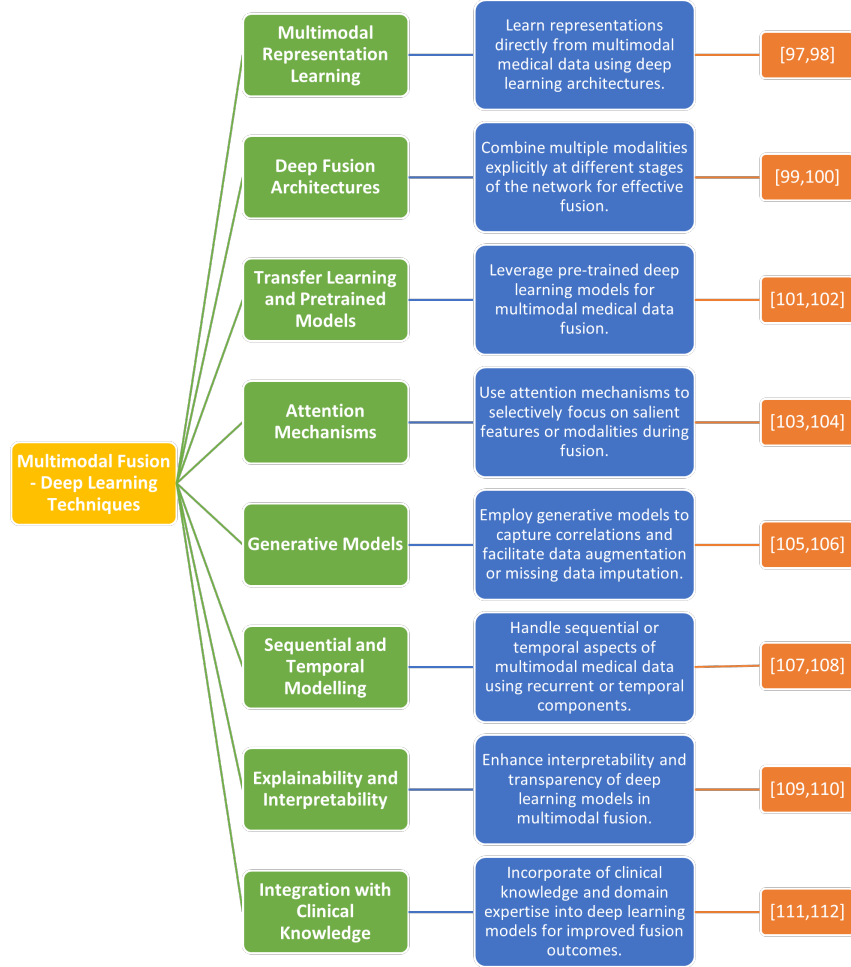 Multimodal Fusion
- Deep Learning
Techniques
Multimodal
Representation
Learning
Learn representations
directly from multimodal
medical data using deep
learning architectures.
[97,98]
Deep Fusion
Architectures
Combine multiple modalities
explicitly at different stages
of the network for effective
fusion.
[99,100]
Transfer Learning
and Pretrained
Models
Leverage pre-trained deep
learning models for
multimodal medical data
fusion.
[101,102]
Attention
Mechanisms
Use attention mechanisms to
selectively focus on salient
features or modalities during
fusion.
[103,104]
Generative Models
Employ generative models to
capture correlations and
facilitate data augmentation
or missing data imputation.
[105,106]
Sequential and
Temporal
Modelling
Handle sequential or
temporal aspects of
multimodal medical data
using recurrent or temporal
components.
[107,108]
Explainability and
Interpretability
Enhance interpretability and
transparency of deep
learning models in
multimodal fusion.
[109,110]
Integration with
Clinical
Knowledge
Incorporate of clinical
knowledge and domain
expertise into deep learning
models for improved fusion
outcomes.
[111,112]